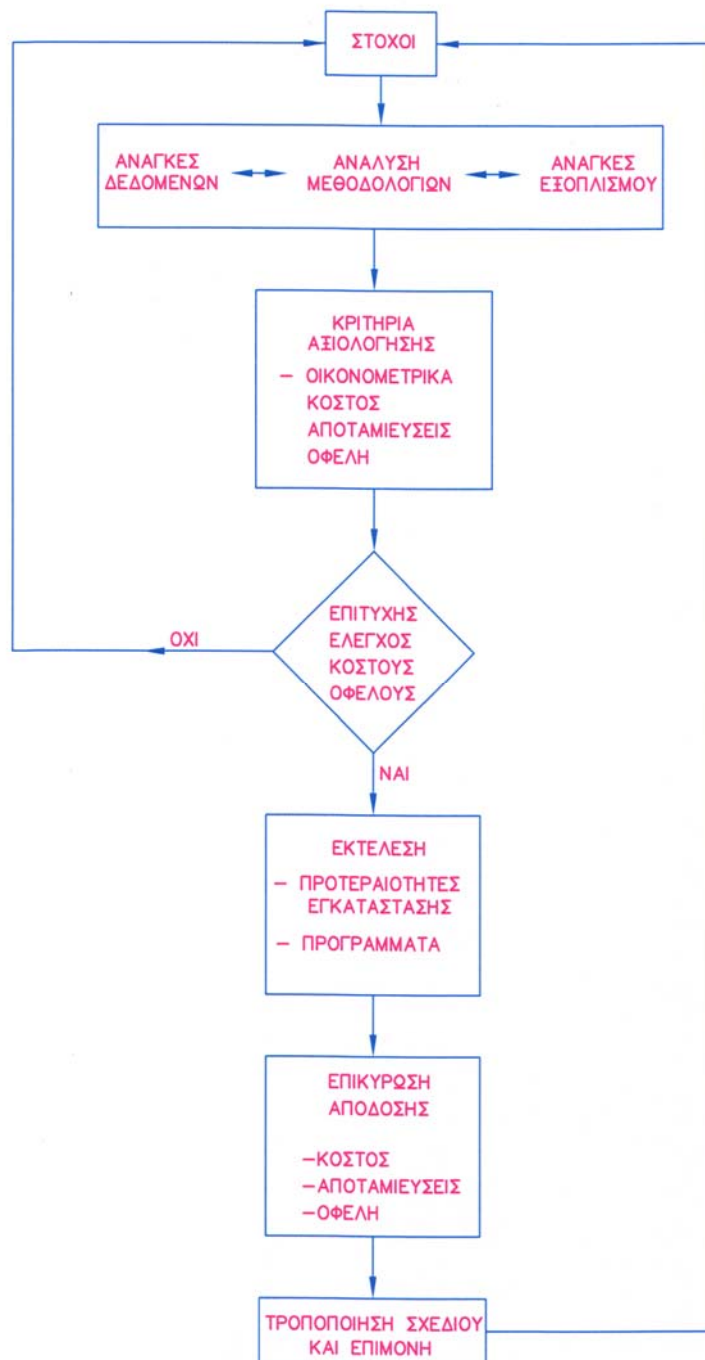 ΣΤΟΧΟΙ
ΑΝΑΓΚΕΣ
ΔΕΔΟΜΕΝΩΝ
ΑΝΑΛΥΣΗ
ΜΕΘΟΔΟΛΟΓΙΩΝ
ΑΝΑΓΚΕΣ
ΕΞΟΠΛΙΣΜΟΥ
ΚΡΙΤΗΡΙΑ
ΑΞΙΟΛΟΓΗΣΗΣ
– ΟΙΚΟΝΟΜΕΤΡΙΚΑ
ΚΟΣΤΟΣ
ΑΠΟΤΑΜΙΕΥΣΕΙΣ
ΟΦΕΛΗ
ΕΠΙΤΥΧΗΣ
ΕΛΕΓΧΟΣ
ΚΟΣΤΟΥΣ
ΟΦΕΛΟΥΣ
ΟΧΙ
ΝΑΙ
ΕΚΤΕΛΕΣΗ
– ΠΡΟΤΕΡΑΙΟΤΗΤΕΣ
ΕΓΚΑΤΑΣΤΑΣΗΣ
– ΠΡΟΓΡΑΜΜΑΤΑ
ΕΠΙΚΥΡΩΣΗ
ΑΠΟΔΟΣΗΣ
–ΚΟΣΤΟΣ
–ΑΠΟΤΑΜΙΕΥΣΕΙΣ
–ΟΦΕΛΗ
ΤΡΟΠΟΠΟΙΗΣΗ ΣΧΕΔΙΟΥ
ΚΑΙ ΕΠΙΜΟΝΗ